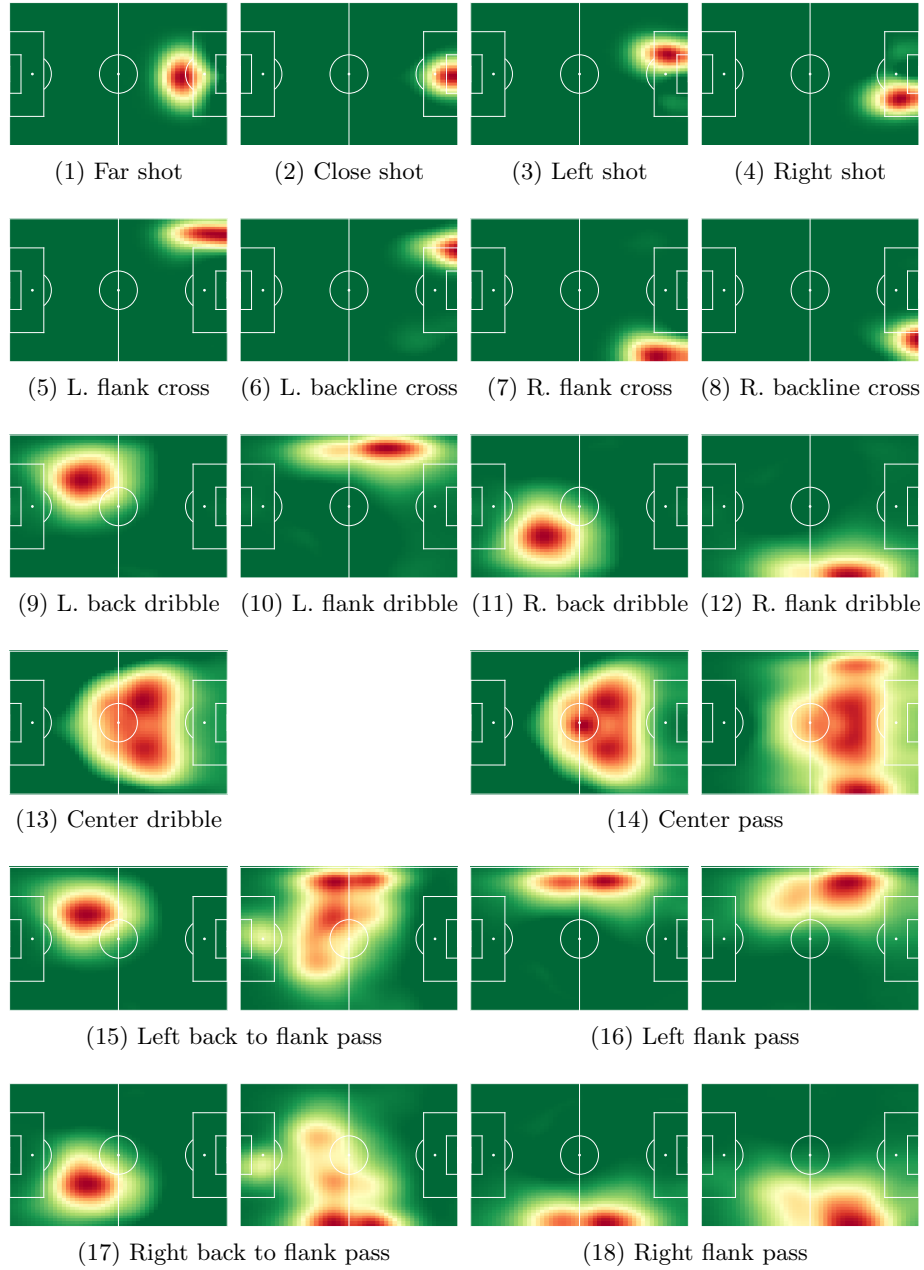 (1) Far shot
(2) Close shot
(3) Left shot
(4) Right shot
(5) L. flank cross
(6) L. backline cross
(7) R. flank cross
(8) R. backline cross
(9) L. back dribble
(10) L. flank dribble
(11) R. back dribble
(12) R. flank dribble
(13) Center dribble
(14) Center pass
(15) Left back to flank pass
(16) Left flank pass
(17) Right back to flank pass
(18) Right flank pass